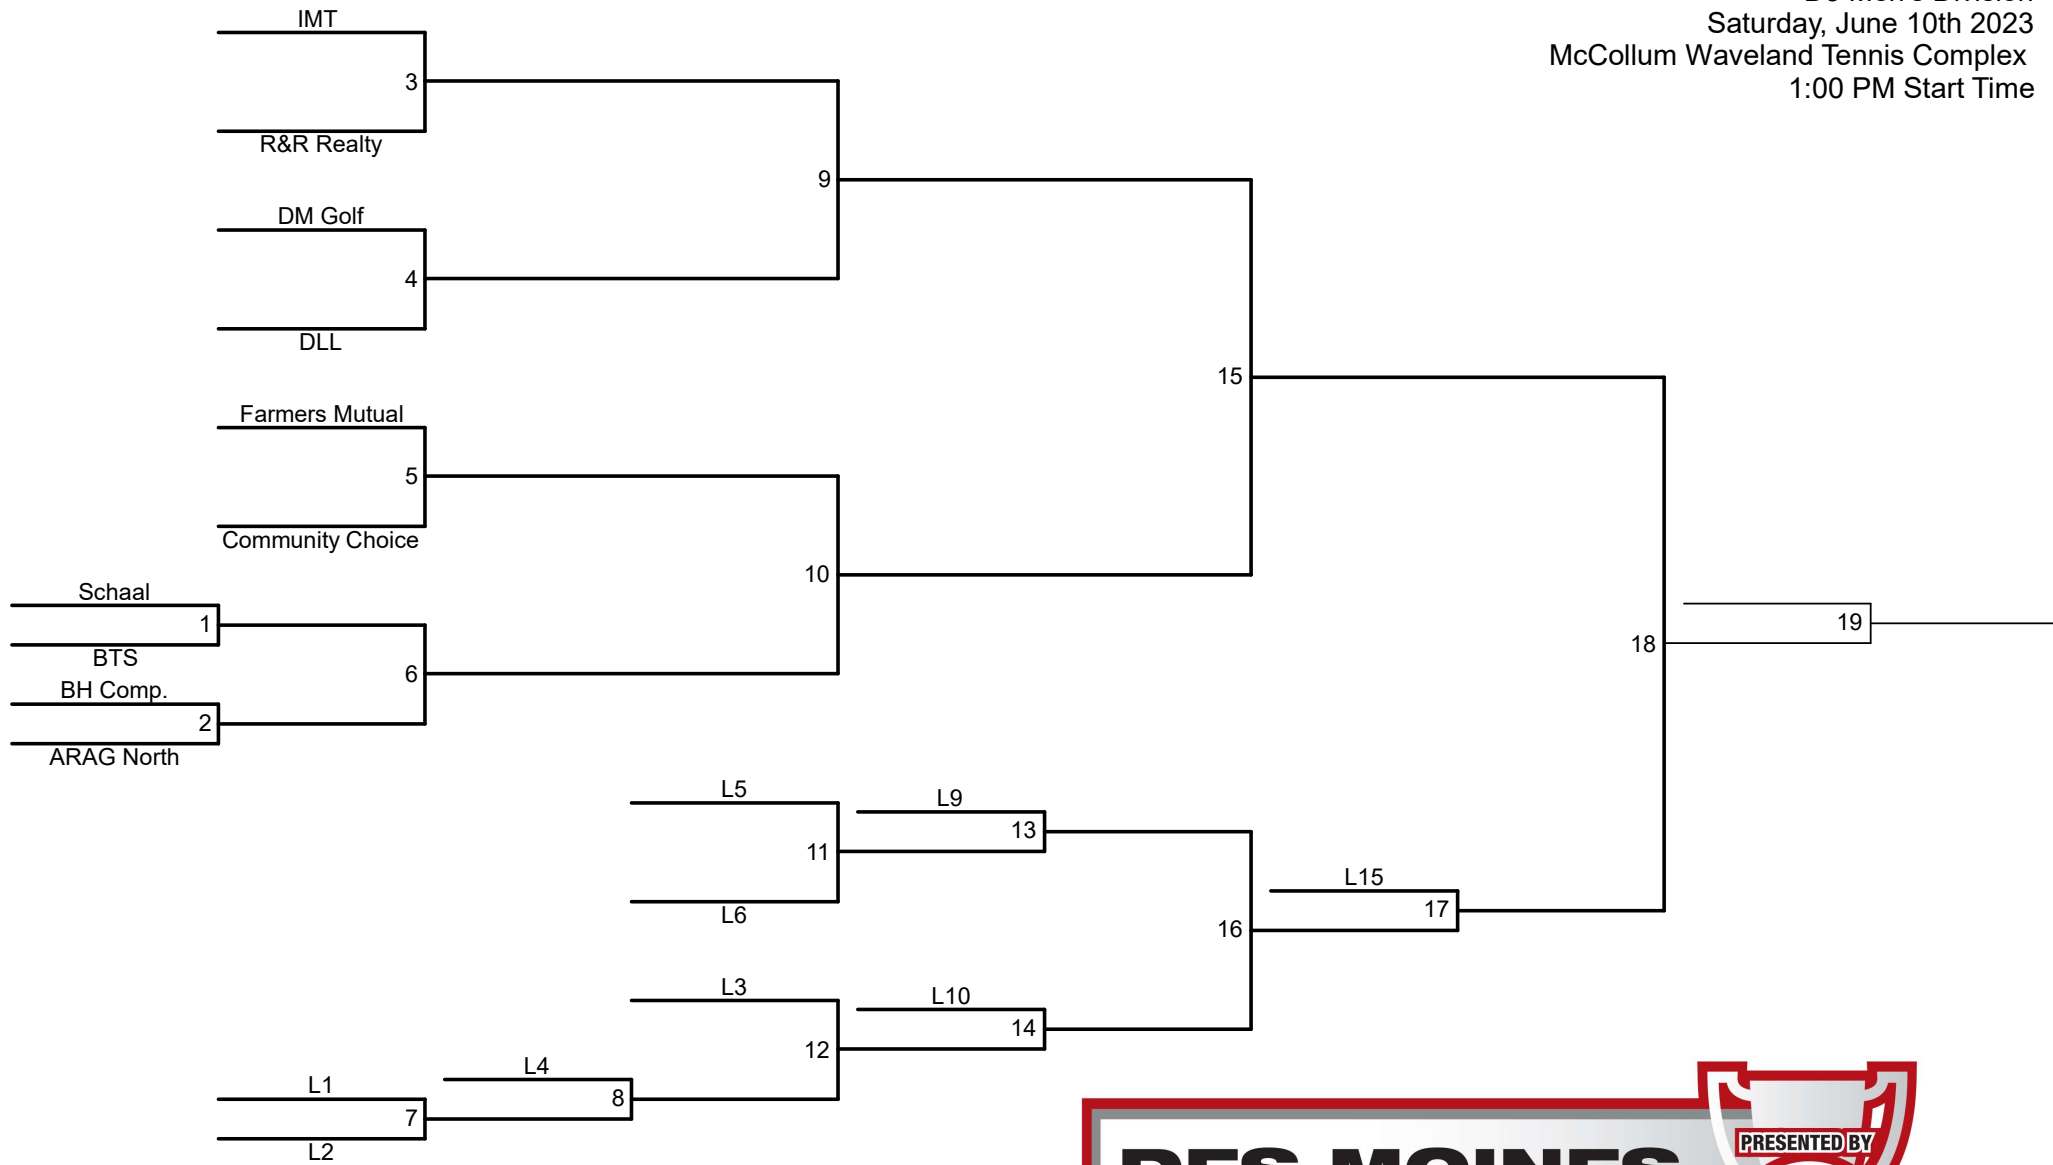 Saturday, June 10th 2023
McCollum Waveland Tennis Complex
1:00 PM Start Time
IMT
3
R&R Realty
9
DM Golf
4
DLL
15
Farmers Mutual
5
Community Choice
10
Schaal
1
BTS
6
BH Comp.
2
ARAG North
19
18
L5
L9
13
11
L6
L15
17
16
L3
L10
14
12
L4
8
L1
7
L2
DES MOINES
PRESENTED BY